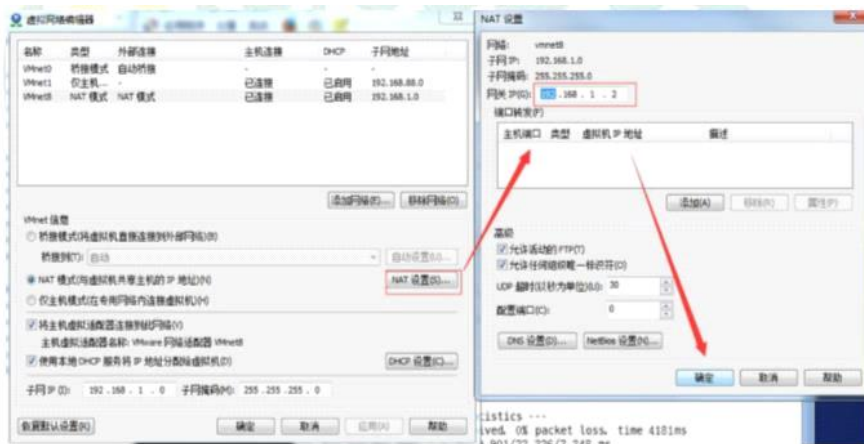 虚拟网络编辑器
名称 类型 外部连接 主机连接 DHCP 子网地址
VMnet0 桥接模式 自动桥接 - -
VMnet1 仅主机... - 已连接 已启用 192.168.88.0
VMnet8 NAT 模式 NAT 模式 已连接 已启用 192.168.1.0
添加网络(E)... 移除网络(O)
VMnet 信息
桥接模式(将虚拟机直接连接到外部网络)(B)
桥接到(T): 自动 自动设置(U)...
NAT 模式(与虚拟机共享主机的 IP 地址)(N) NAT 设置(S)...
仅主机模式(在专用网络内连接虚拟机)(H)
将主机虚拟适配器连接到此网络(V)
主机虚拟适配器名称: VMware 网络适配器 VMnet8
使用本地 DHCP 服务将 IP 地址分配给虚拟机(D) DHCP 设置(C)...
子网 IP (I): 192 .168 . 1 . 0 子网掩码(M): 255 .255 .255 . 0
恢复默认设置(R) 确定 取消 应用(A) 帮助
NAT 设置
网络: vmnet8
子网 IP: 192.168.1.0
子网掩码: 255.255.255.0
网关 IP(G): 192 .168 . 1 . 2
端口转发(F)
主机端口 类型 虚拟机 IP 地址 描述
添加(A) 移除(R) 属性(P)
高级
允许活动的 FTP(T)
允许任何组织唯一标识符(O)
UDP 超时(以秒为单位)(U): 30
配置端口(C): 0
DNS 设置(D)... NetBios 设置(N)...
确定 取消 帮助
tistics ---
ived, 0% packet loss, time 4181ms